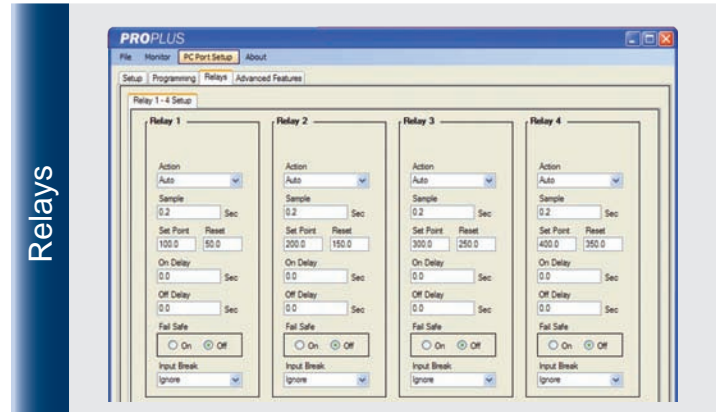 Relays
PROPLUS
File Monitor PC Port Setup About
Setup Programming Relays Advanced Features
Relay 1 - 4 Setup
Relay 1 Relay 2 Relay 3 Relay 4
Action Action Action Action
Auto Auto Auto Auto
Sample Sample Sample Sample
0.2 Sec 0.2 Sec 0.2 Sec 0.2 Sec
Set Point Reset Set Point Reset Set Point Reset Set Point Reset
100.0 50.0 200.0 150.0 300.0 250.0 400.0 350.0
On Delay On Delay On Delay On Delay
0.0 Sec 0.0 Sec 0.0 Sec 0.0 Sec
Off Delay Off Delay Off Delay Off Delay
0.0 Sec 0.0 Sec 0.0 Sec 0.0 Sec
Fail Safe Fail Safe Fail Safe Fail Safe
On Off On Off On Off On Off
Input Break Input Break Input Break Input Break
Ignore Ignore Ignore Ignore